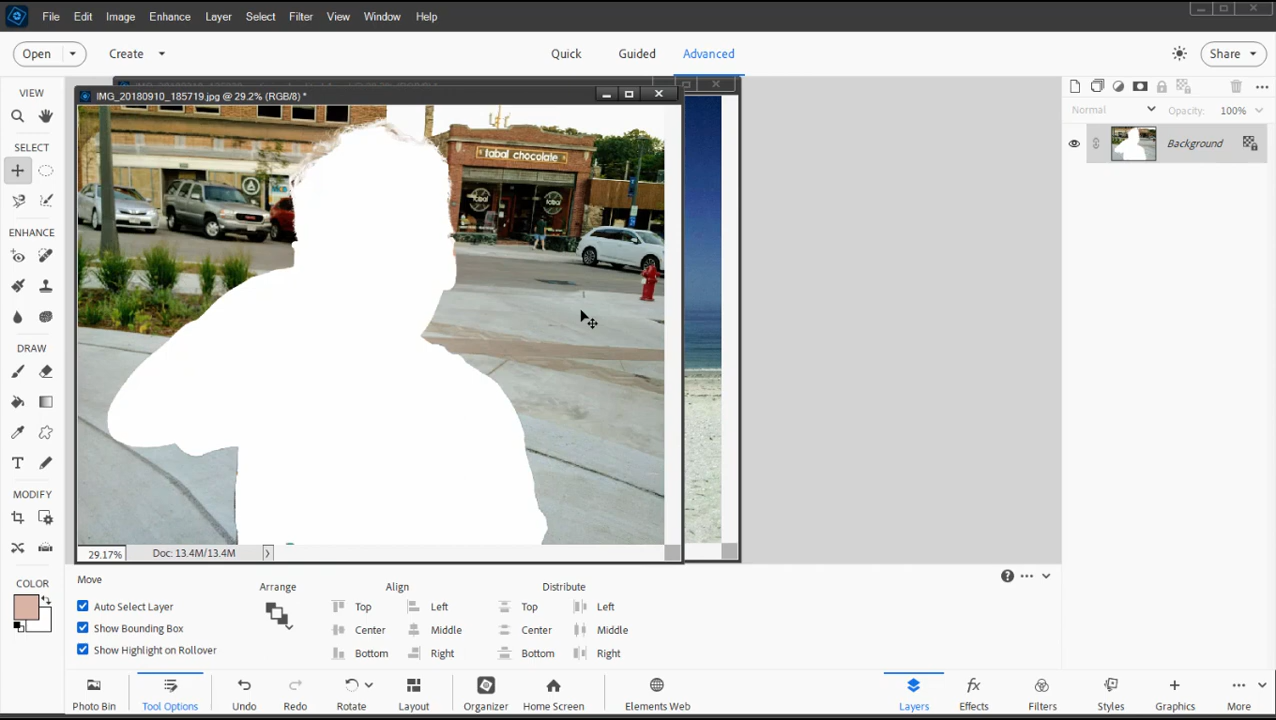 File Edit Image Enhance Layer Select Filter View Window Help
Open Create Quick Guided Advanced Share
VIEW
IMG_20180910_185719.jpg @ 29.2% (RGB/8) *
Normal Opacity: 100%
Background
tabal chocolate
tabal tabal
SELECT
ENHANCE
DRAW
MODIFY
COLOR
29.17% Doc: 13.4M/13.4M
Move
Auto Select Layer
Show Bounding Box
Show Highlight on Rollover
Arrange
Align
Top Left
Center Middle
Bottom Right
Distribute
Top Left
Center Middle
Bottom Right
Photo Bin Tool Options Undo Redo Rotate Layout Organizer Home Screen Elements Web Layers Effects Filters Styles Graphics More